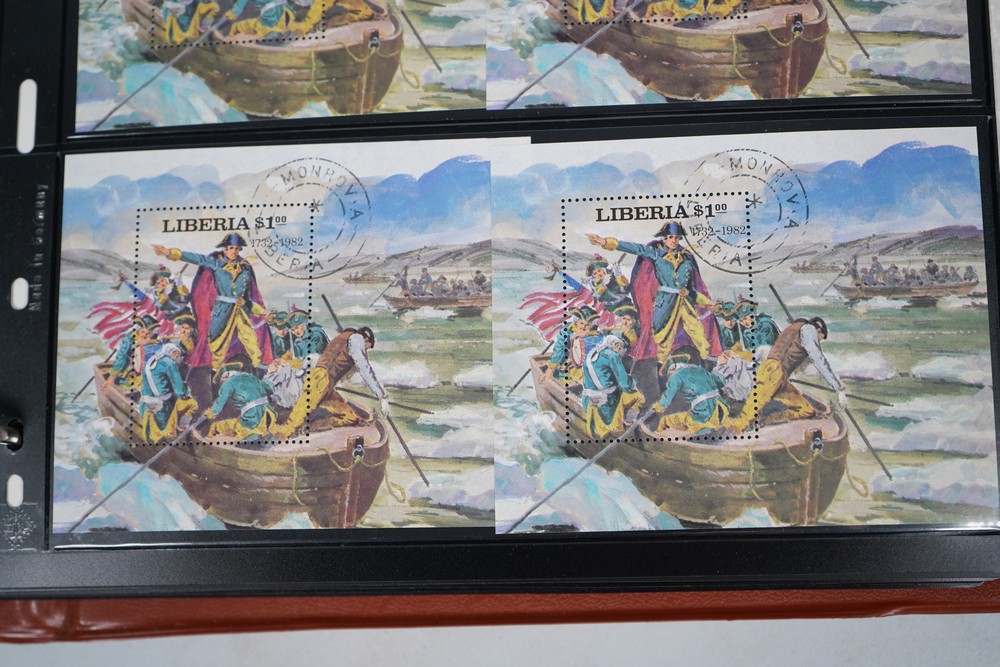 MONROVIA
LIBERIA $1.00
1732–1982
LIBERIA
MONROVIA
LIBERIA $1.00
1732–1982
LIBERIA
Made in Germany